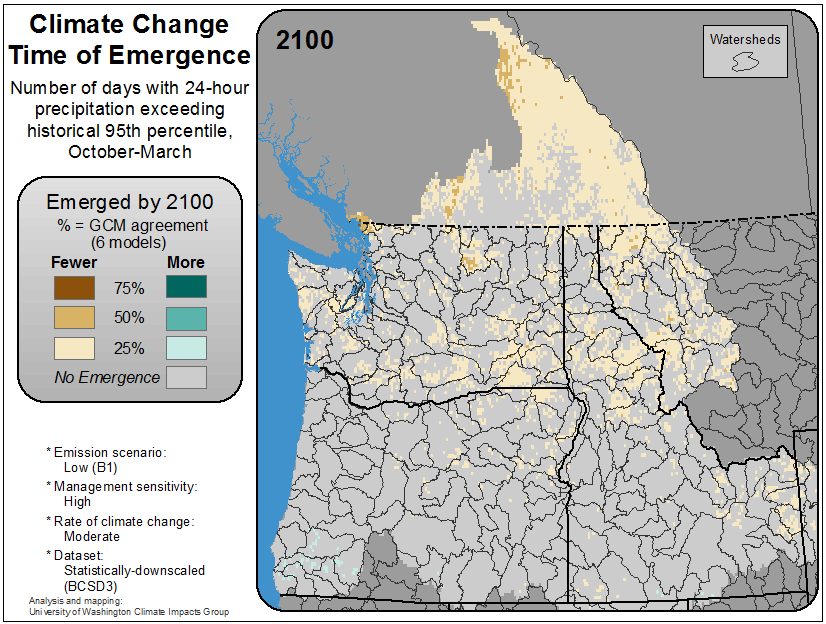 Climate Change
Time of Emergence
Number of days with 24-hour
precipitation exceeding
historical 95th percentile,
October-March
Emerged by 2100
% = GCM agreement
(6 models)
Fewer More
75%
50%
25%
No Emergence
* Emission scenario:
Low (B1)
* Management sensitivity:
High
* Rate of climate change:
Moderate
* Dataset:
Statistically-downscaled
(BCSD3)
Analysis and mapping:
University of Washington Climate Impacts Group
2100
Watersheds